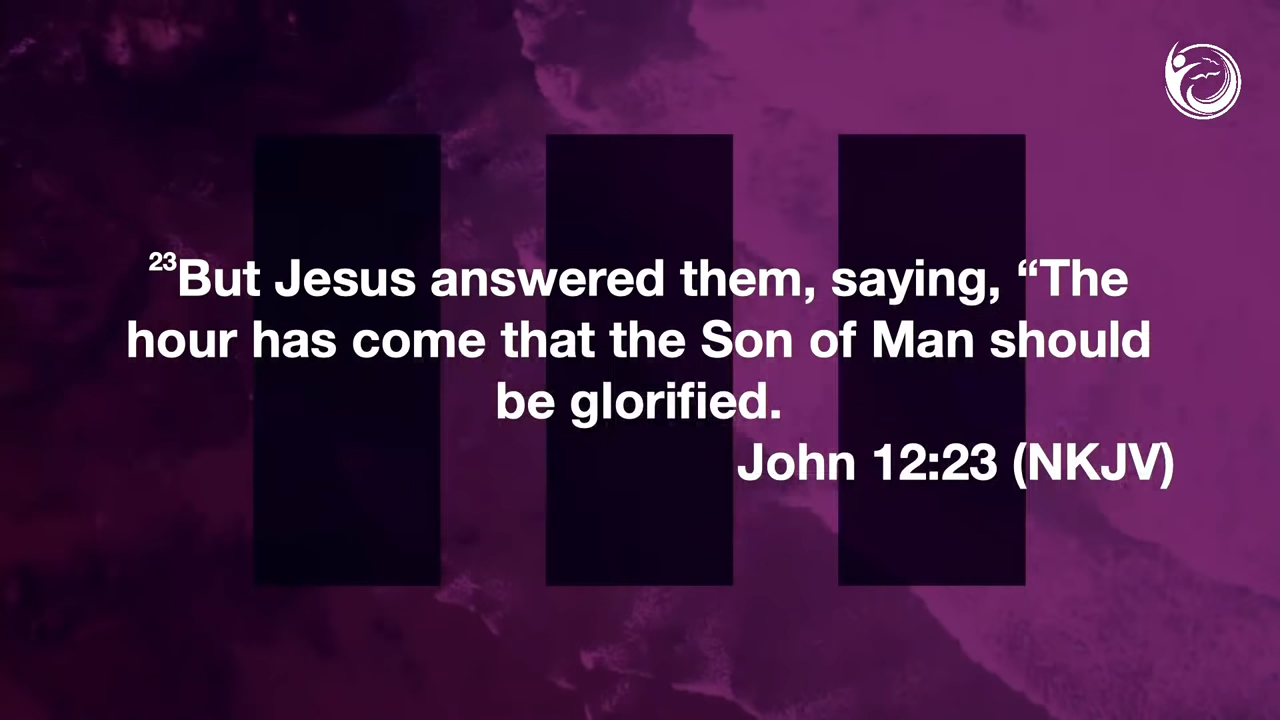 23But Jesus answered them, saying, “The
hour has come that the Son of Man should
be glorified.
John 12:23 (NKJV)